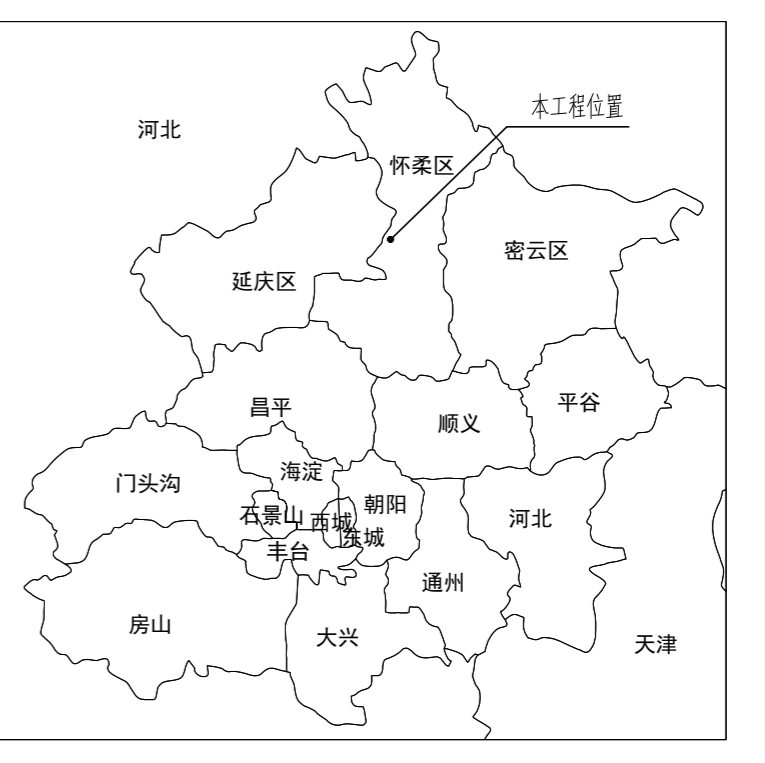 本工程位置
河北
怀柔区
密云区
延庆区
昌平
平谷
顺义
海淀
门头沟
朝阳
石景山
西城
河北
东城
丰台
通州
房山
大兴
天津